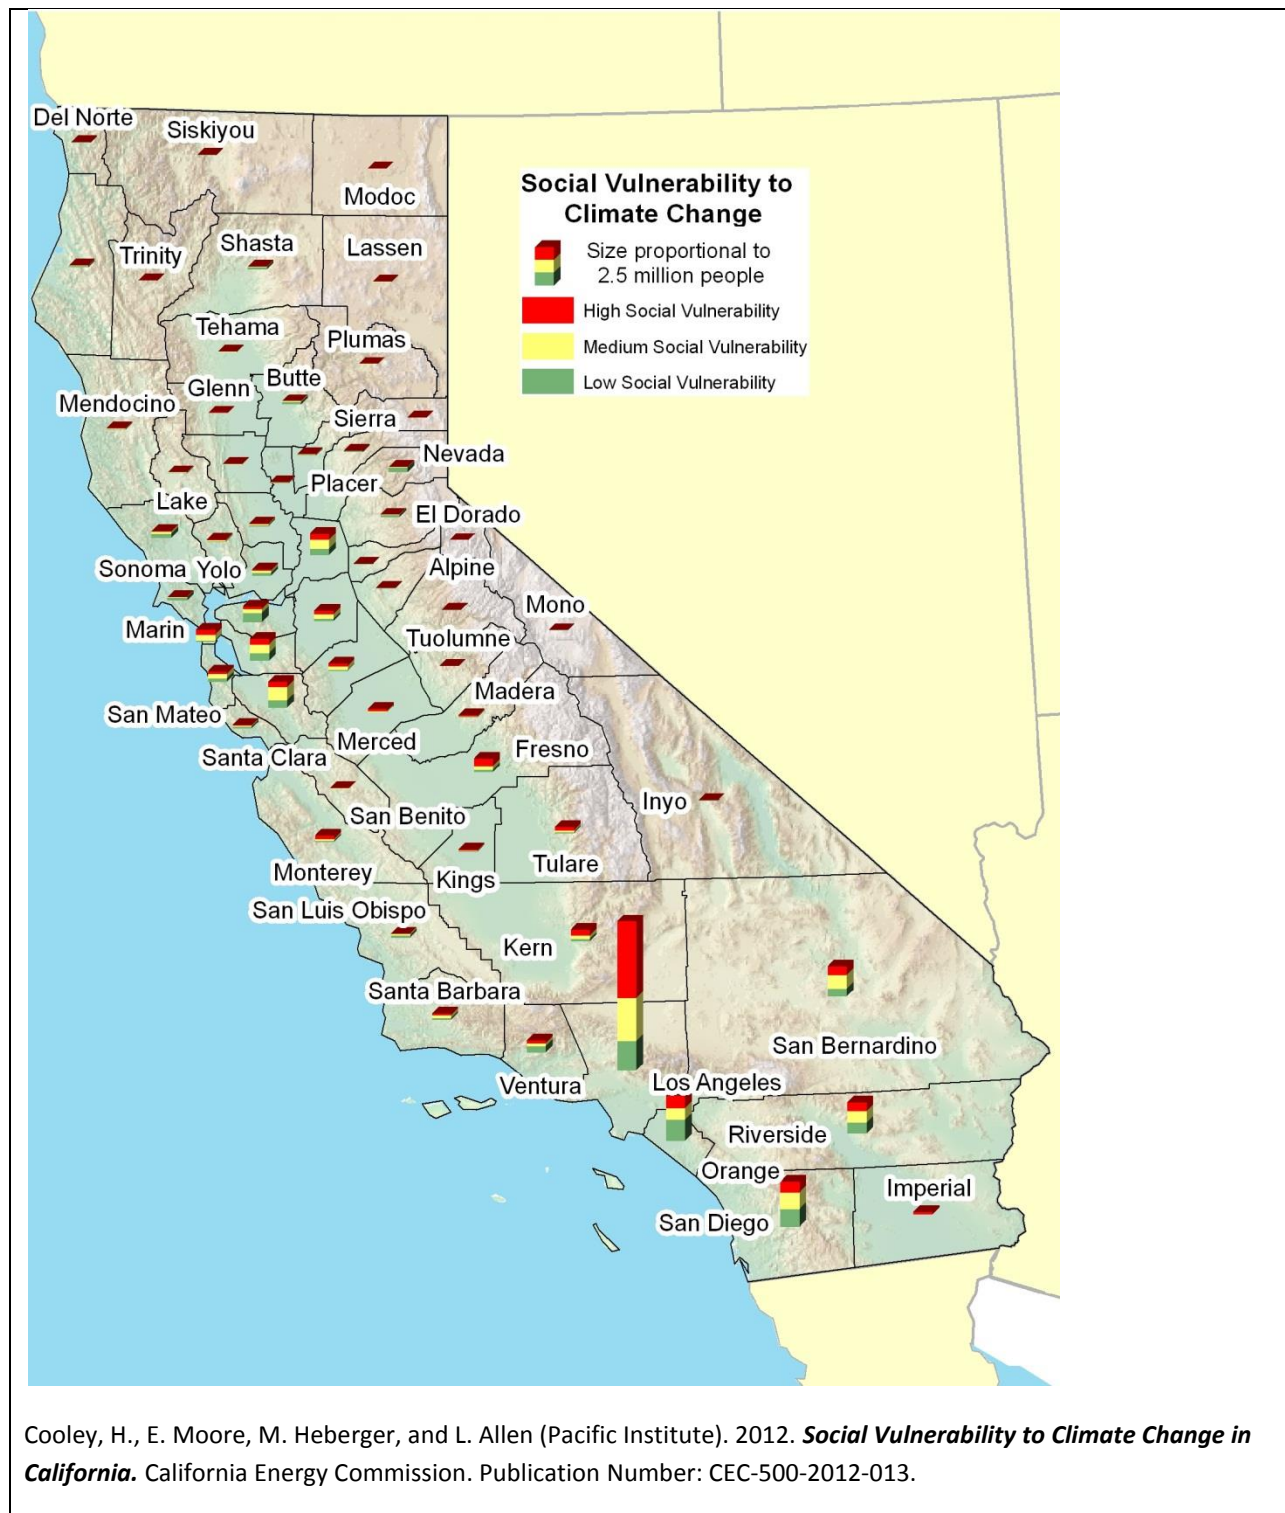 Del Norte
Siskiyou
Modoc
Social Vulnerability to
Climate Change
Size proportional to
2.5 million people
High Social Vulnerability
Medium Social Vulnerability
Low Social Vulnerability
Trinity
Shasta
Lassen
Tehama
Plumas
Glenn
Butte
Mendocino
Sierra
Nevada
Placer
Lake
El Dorado
Sonoma
Yolo
Alpine
Mono
Marin
Tuolumne
Madera
San Mateo
Merced
Santa Clara
Fresno
Inyo
San Benito
Tulare
Monterey
Kings
San Luis Obispo
Kern
Santa Barbara
San Bernardino
Ventura
Los Angeles
Riverside
Orange
Imperial
San Diego
Cooley, H., E. Moore, M. Heberger, and L. Allen (Pacific Institute). 2012. Social Vulnerability to Climate Change in
California. California Energy Commission. Publication Number: CEC-500-2012-013.